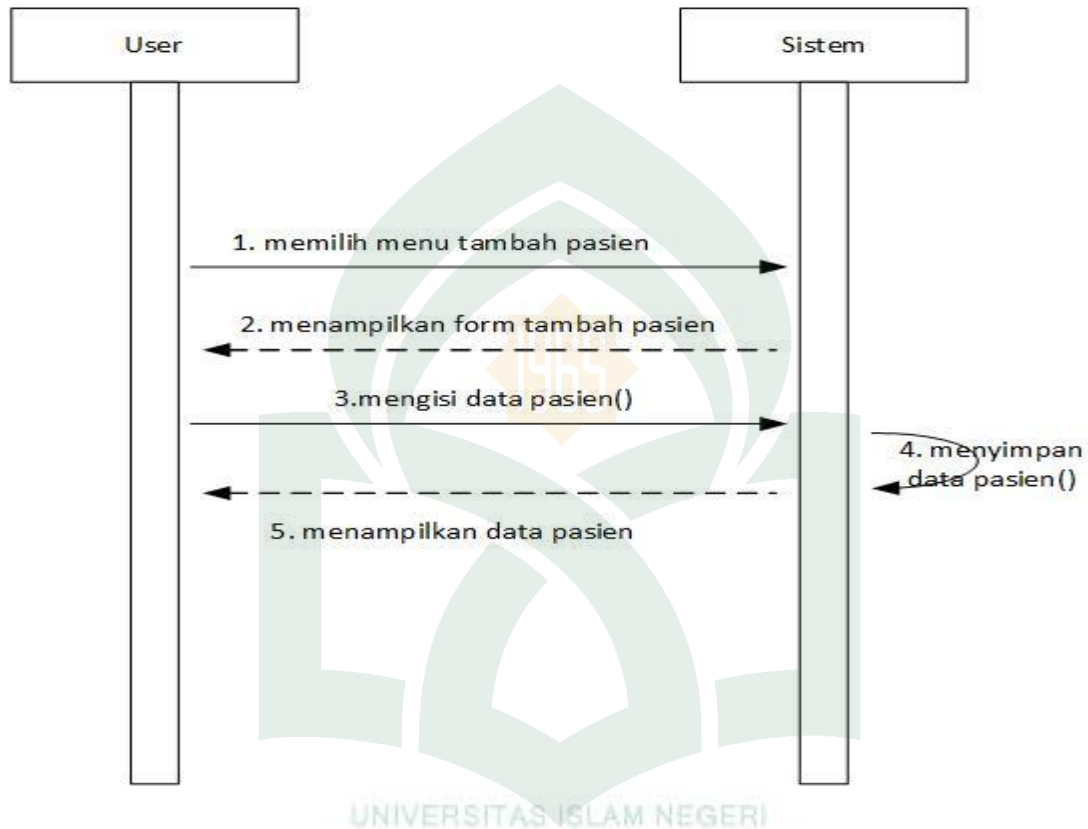 User
Sistem
1. memilih menu tambah pasien
2. menampilkan form tambah pasien
1965
3.mengisi data pasien()
4. menyimpan
data pasien()
5. menampilkan data pasien
UNIVERSITAS ISLAM NEGERI